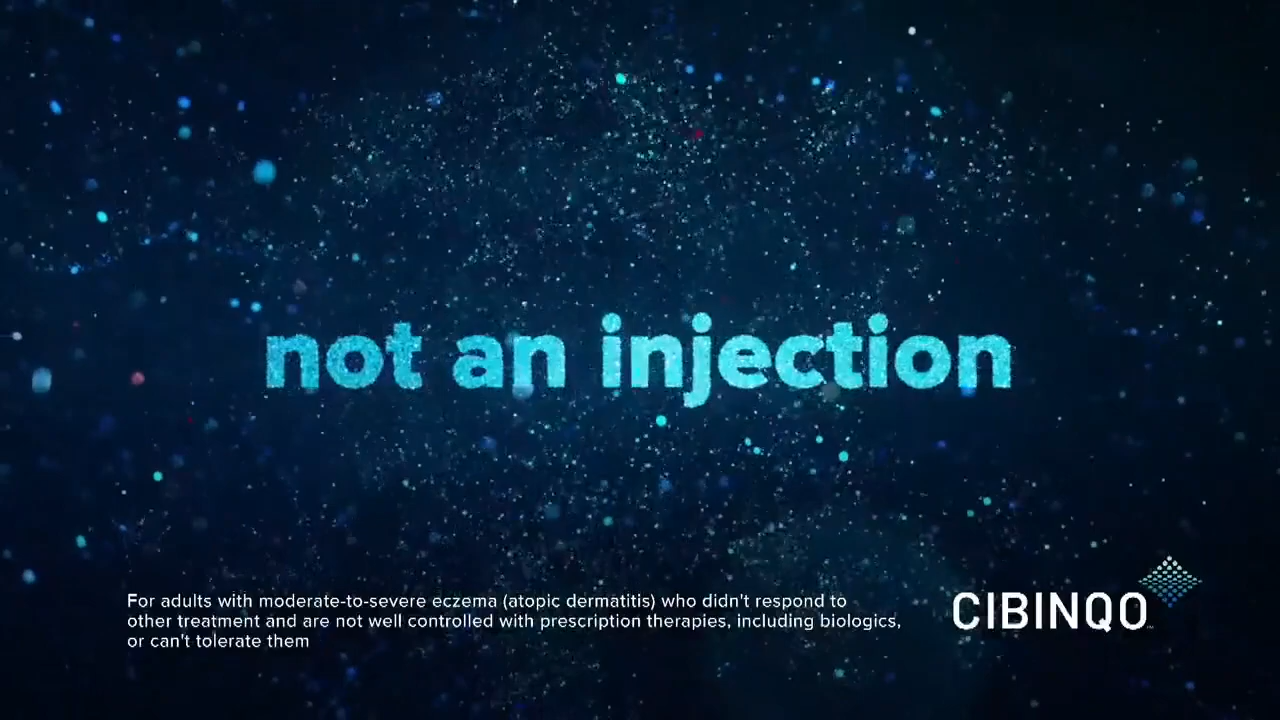 not an injection
For adults with moderate-to-severe eczema (atopic dermatitis) who didn't respond to
other treatment and are not well controlled with prescription therapies, including biologics,
or can't tolerate them
CIBINQO